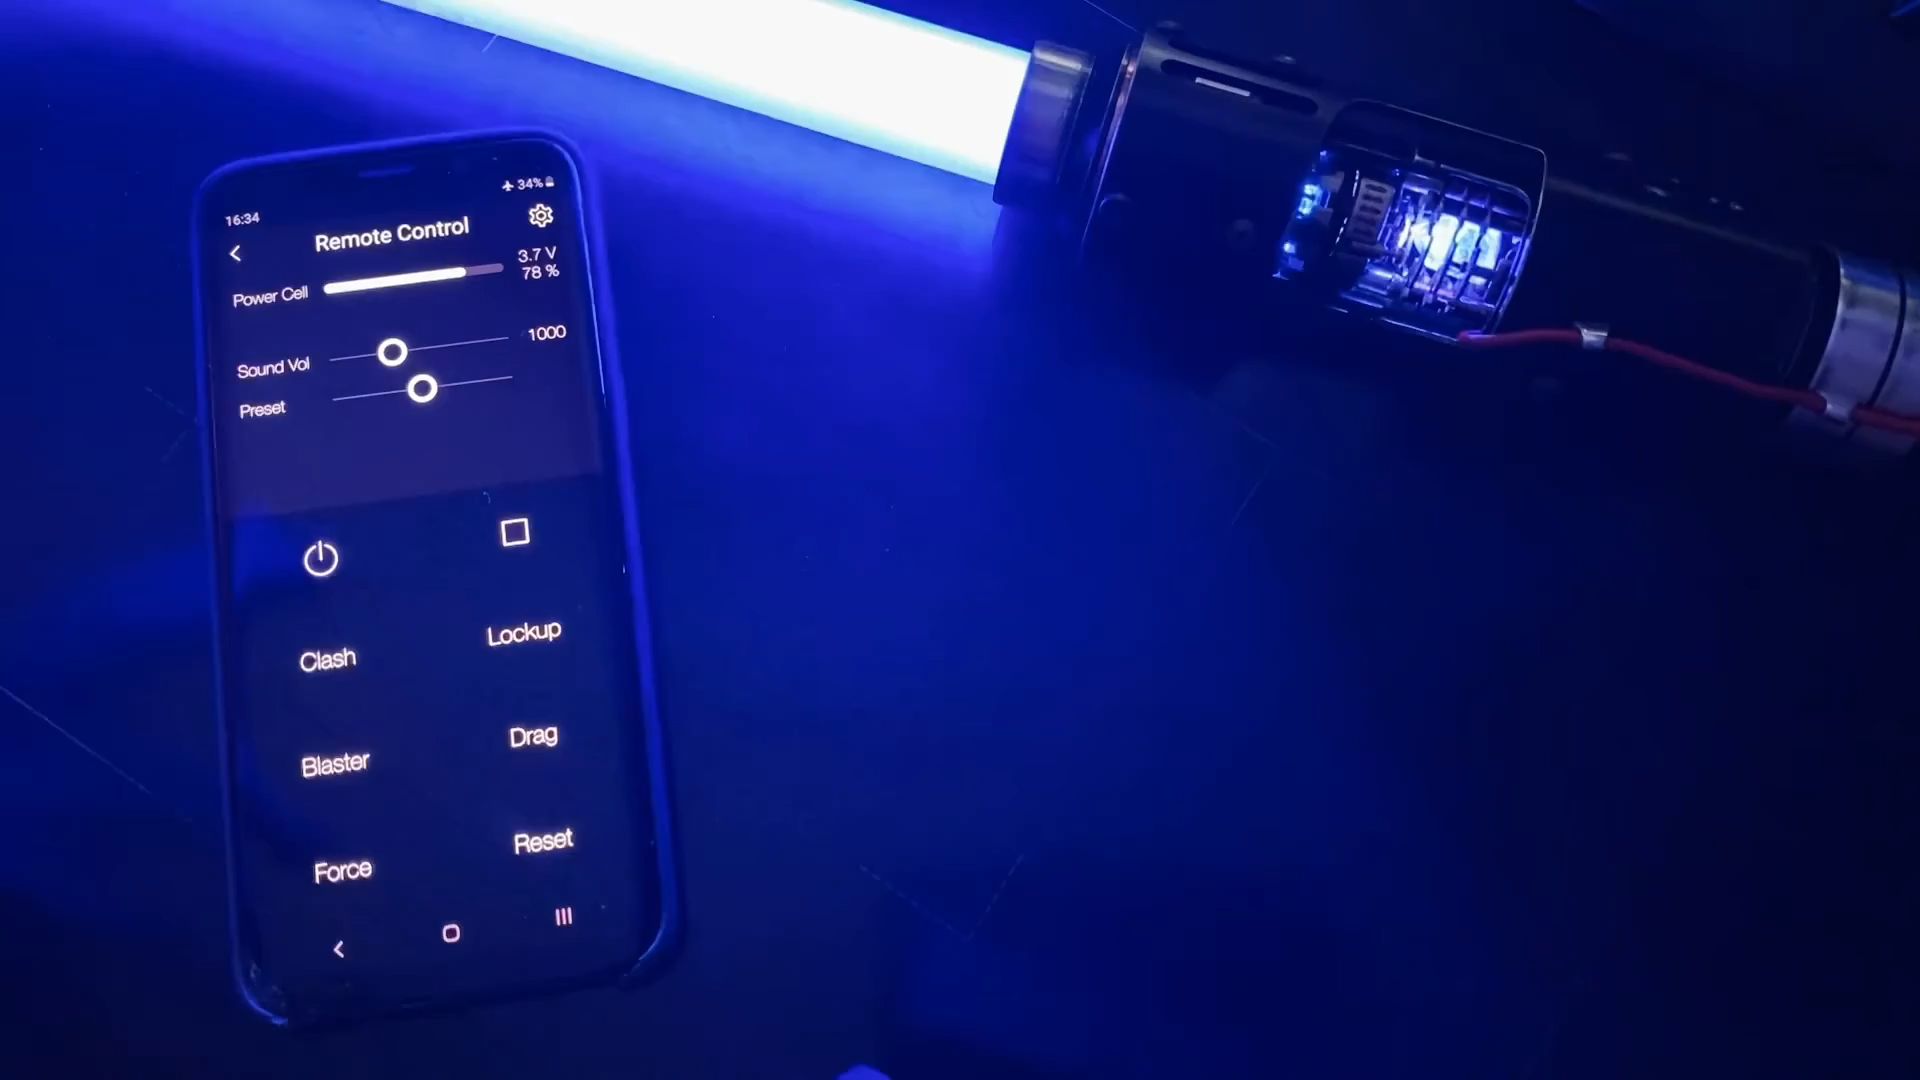 16:34
34%
Remote Control
Power Cell
3.7 V
78 %
Sound Vol
1000
Preset
Clash
Lockup
Blaster
Drag
Force
Reset